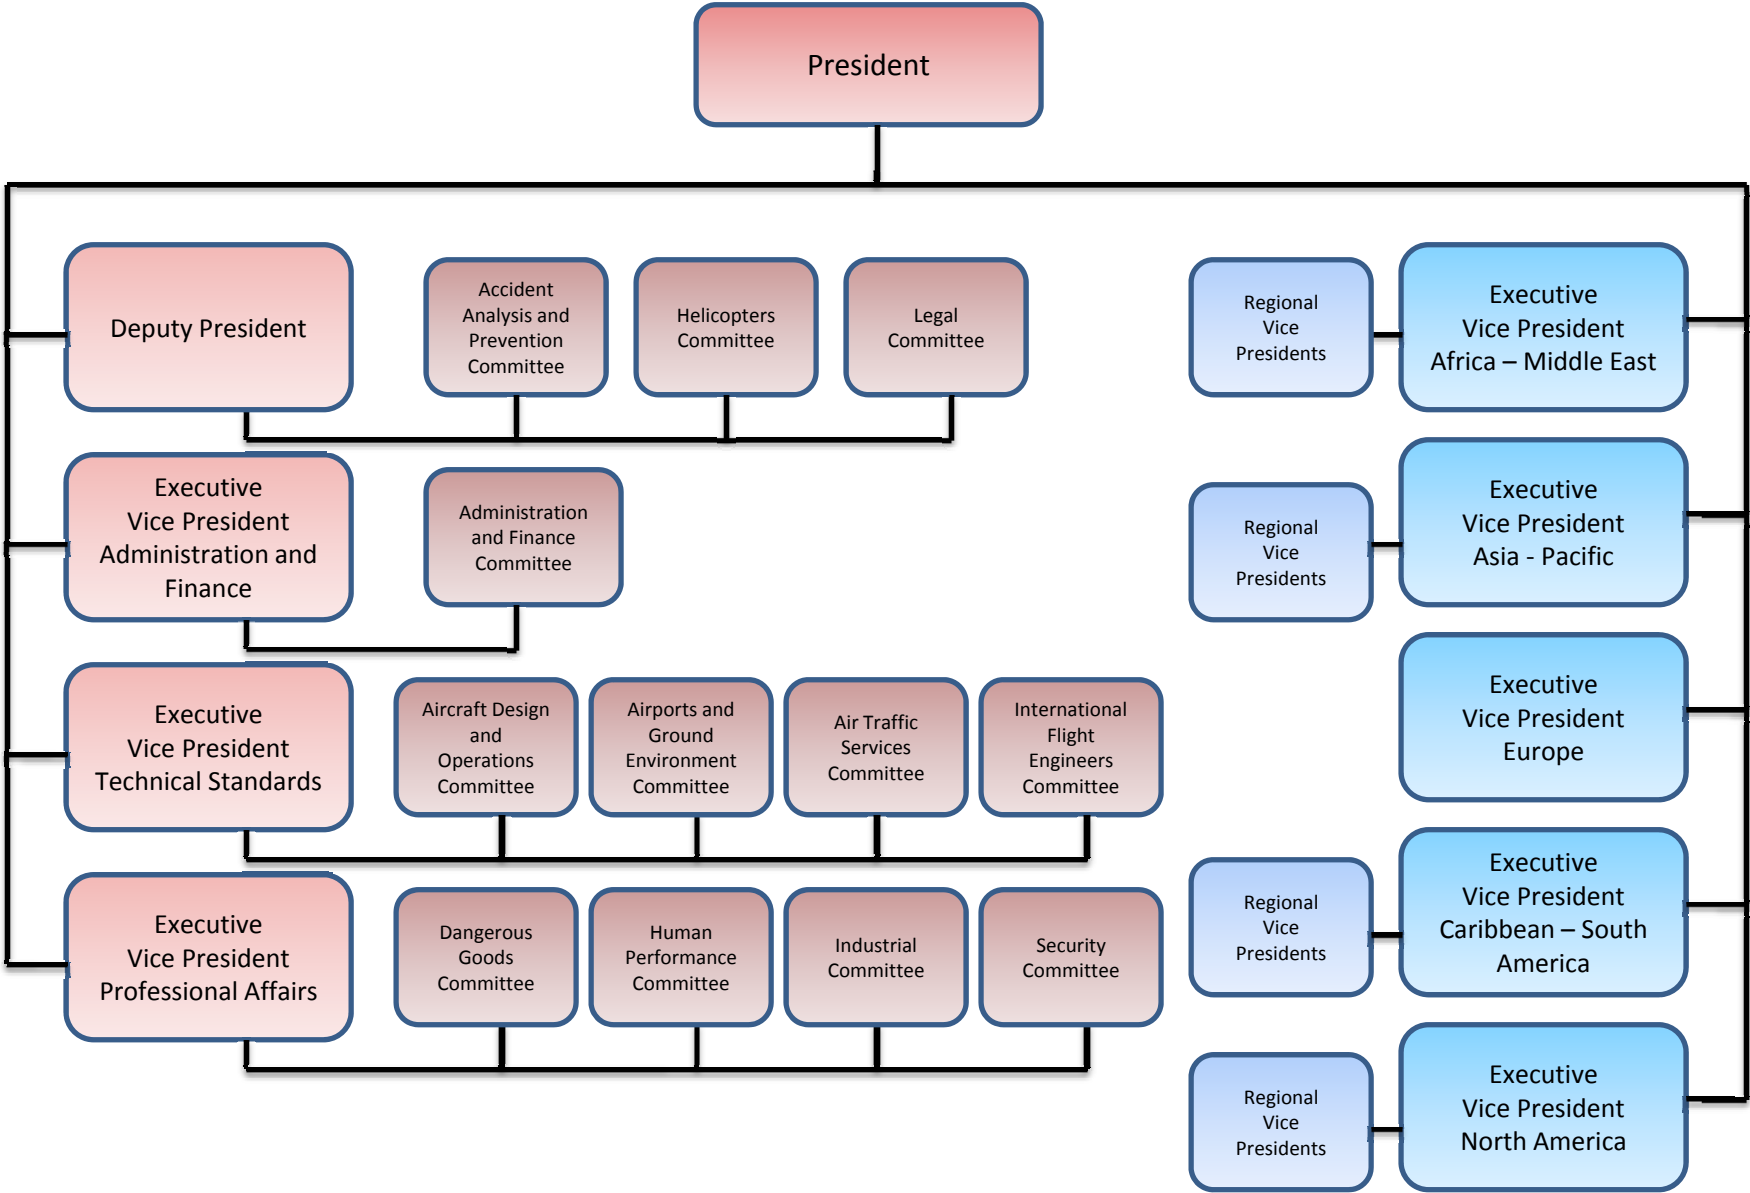 President
Deputy President
Accident
Analysis and
Prevention
Committee
Helicopters
Committee
Legal
Committee
Regional
Vice
Presidents
Executive
Vice President
Africa – Middle East
Executive
Vice President
Administration and
Finance
Administration
and Finance
Committee
Regional
Vice
Presidents
Executive
Vice President
Asia - Pacific
Executive
Vice President
Technical Standards
Aircraft Design
and
Operations
Committee
Airports and
Ground
Environment
Committee
Air Traffic
Services
Committee
International
Flight
Engineers
Committee
Executive
Vice President
Europe
Executive
Vice President
Professional Affairs
Dangerous
Goods
Committee
Human
Performance
Committee
Industrial
Committee
Security
Committee
Regional
Vice
Presidents
Executive
Vice President
Caribbean – South
America
Regional
Vice
Presidents
Executive
Vice President
North America